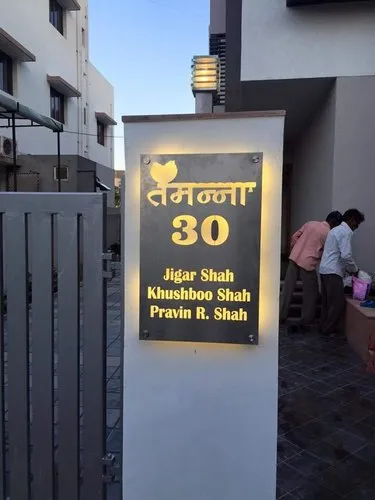 तमन्ना
30
Jigar Shah
Khushboo Shah
Pravin R. Shah